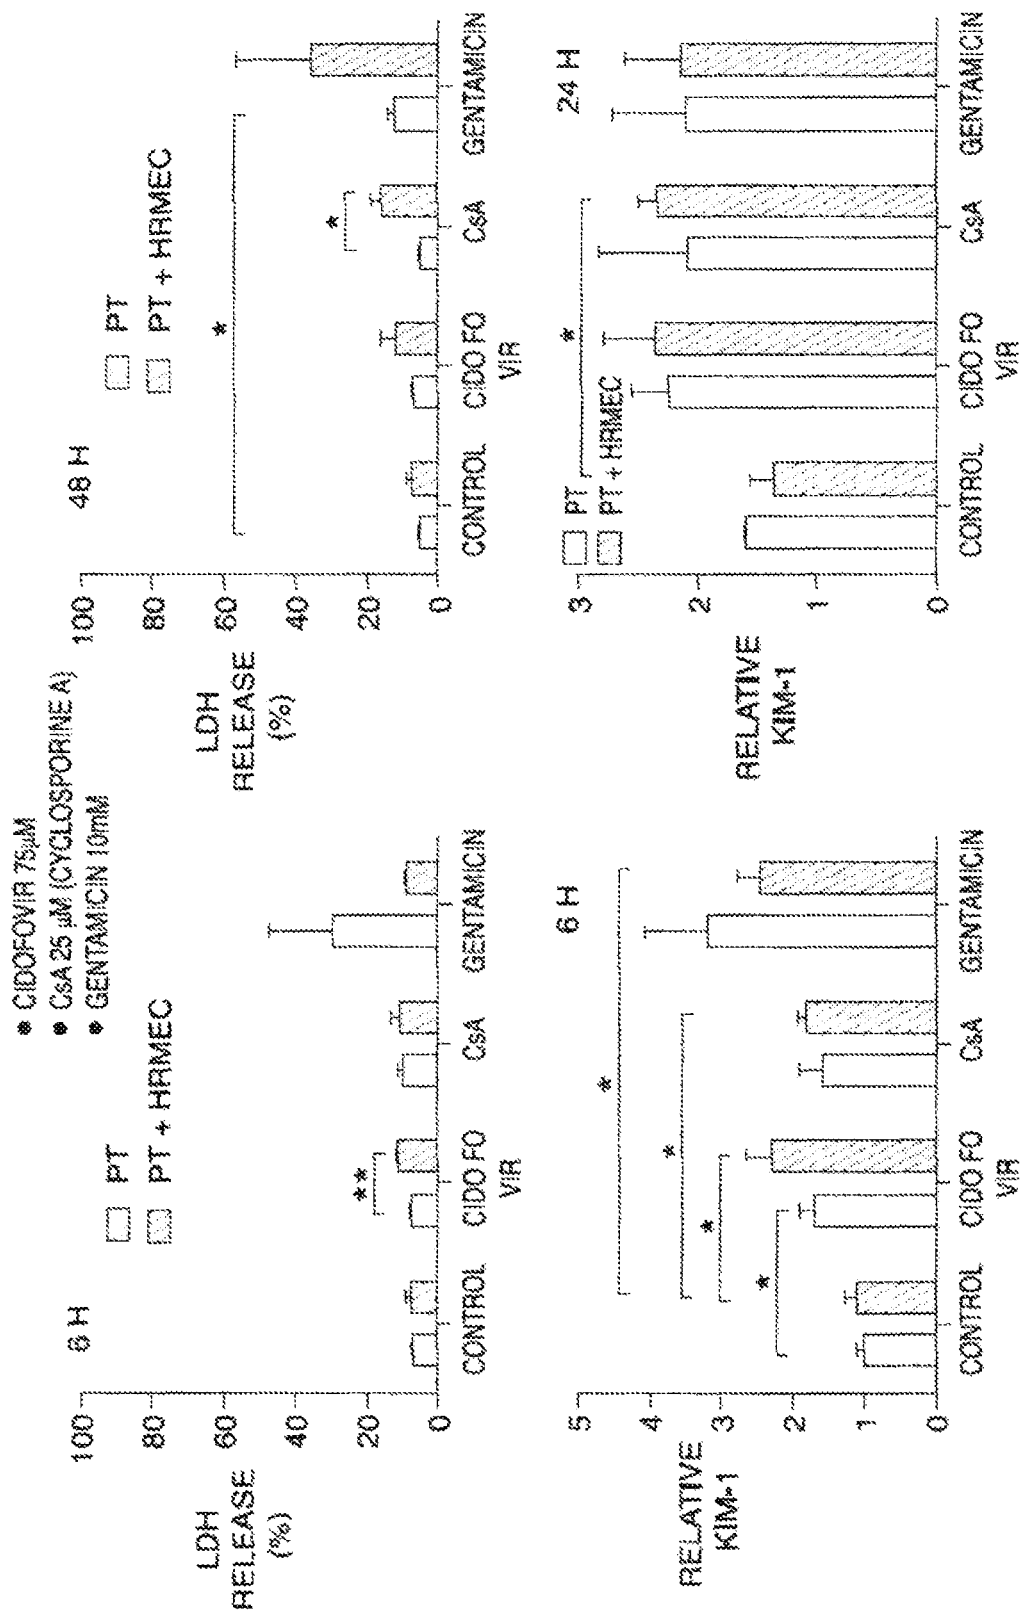 ● CIDOFOVIR 75µM
● CsA 25 µM (CYCLOSPORINE A)
● GENTAMICIN 10mM
6 H
PT
PT + HRMEC
LDH
RELEASE
(%)
100
80
60
40
20
0
**
CONTROL
CIDO FO
VIR
CsA
GENTAMICIN
48 H
PT
PT + HRMEC
LDH
RELEASE
(%)
100
80
60
40
20
0
*
*
CONTROL
CIDO FO
VIR
CsA
GENTAMICIN
6 H
RELATIVE
KIM-1
5
4
3
2
1
0
*
*
*
*
CONTROL
CIDO FO
VIR
CsA
GENTAMICIN
24 H
PT
PT + HRMEC
RELATIVE
KIM-1
3
2
1
0
*
CONTROL
CIDO FO
VIR
CsA
GENTAMICIN